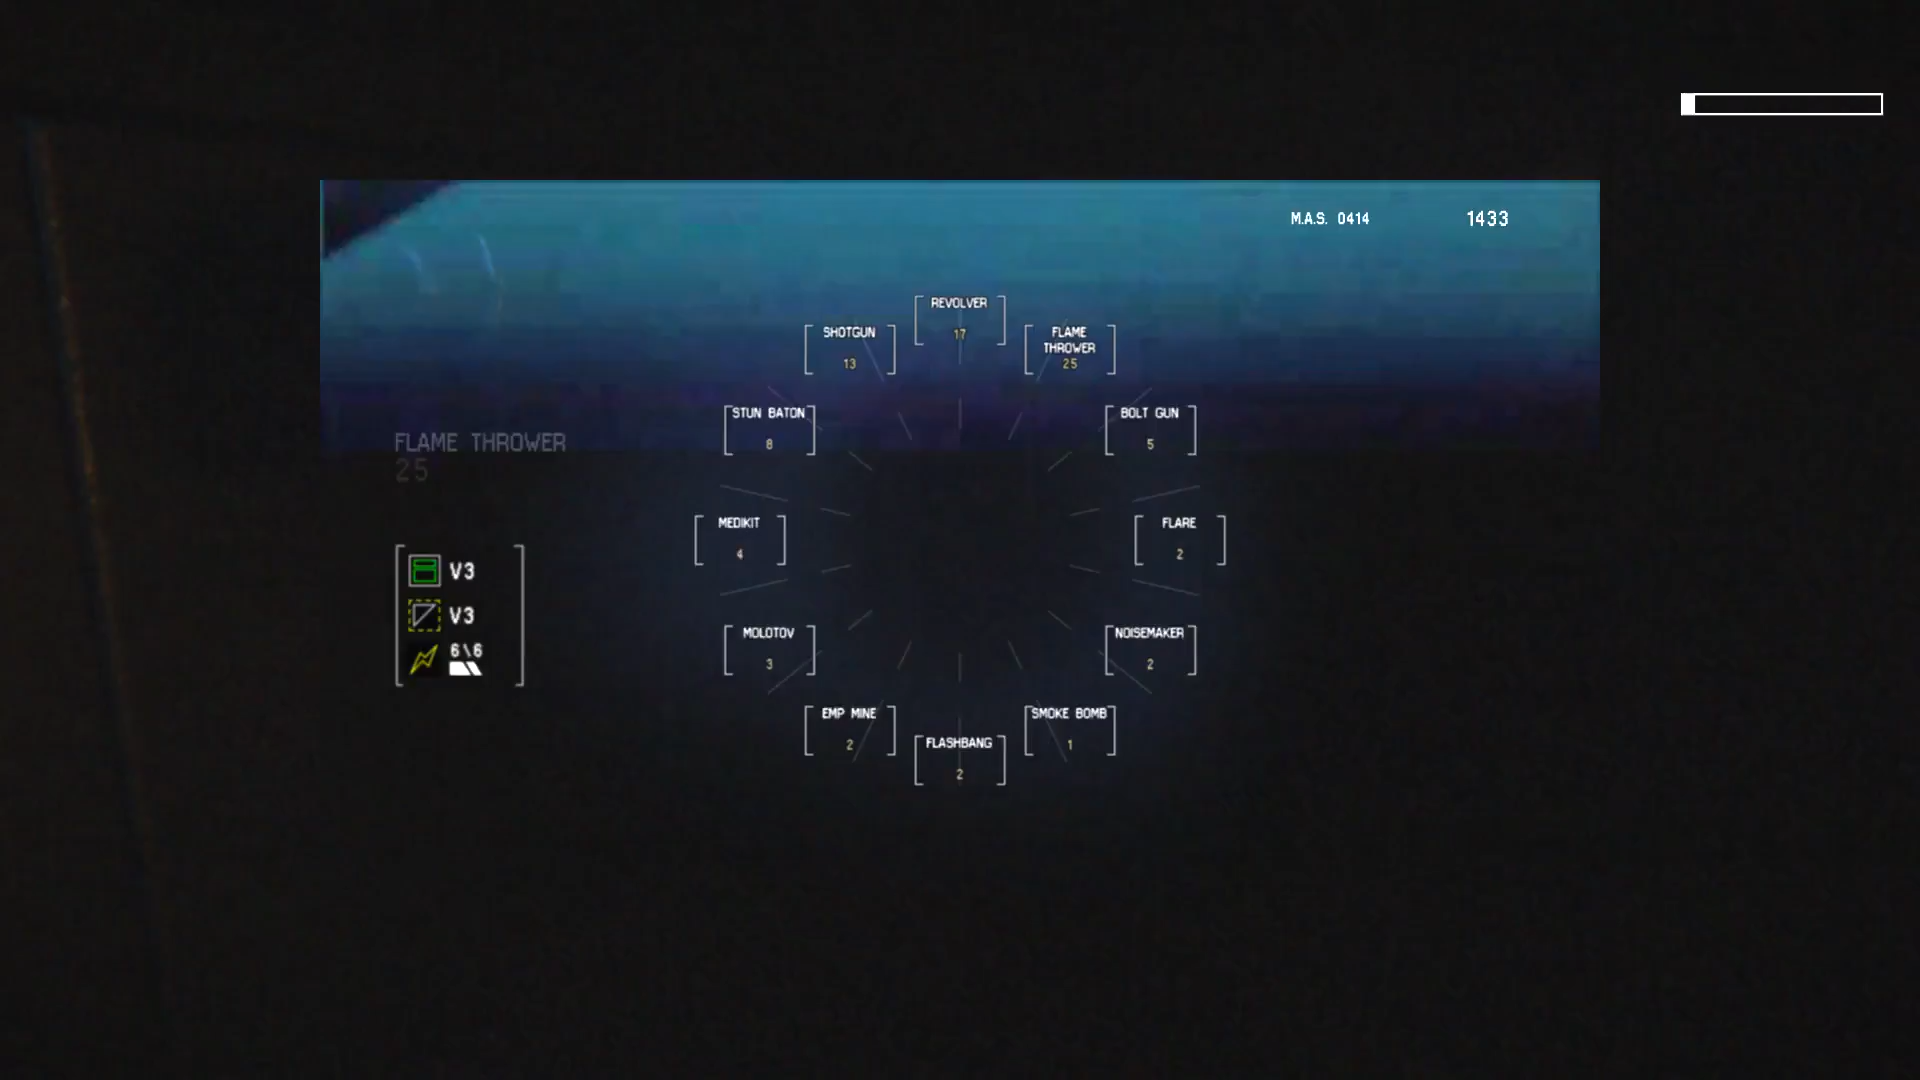 M.A.S. 0414 1433
REVOLVER
17
SHOTGUN
13
FLAME
THROWER
25
STUN BATON
8
BOLT GUN
5
FLAME THROWER
25
MEDIKIT
4
FLARE
2
V3
V3
6\6
MOLOTOV
3
NOISEMAKER
2
EMP MINE
2
SMOKE BOMB
1
FLASHBANG
2